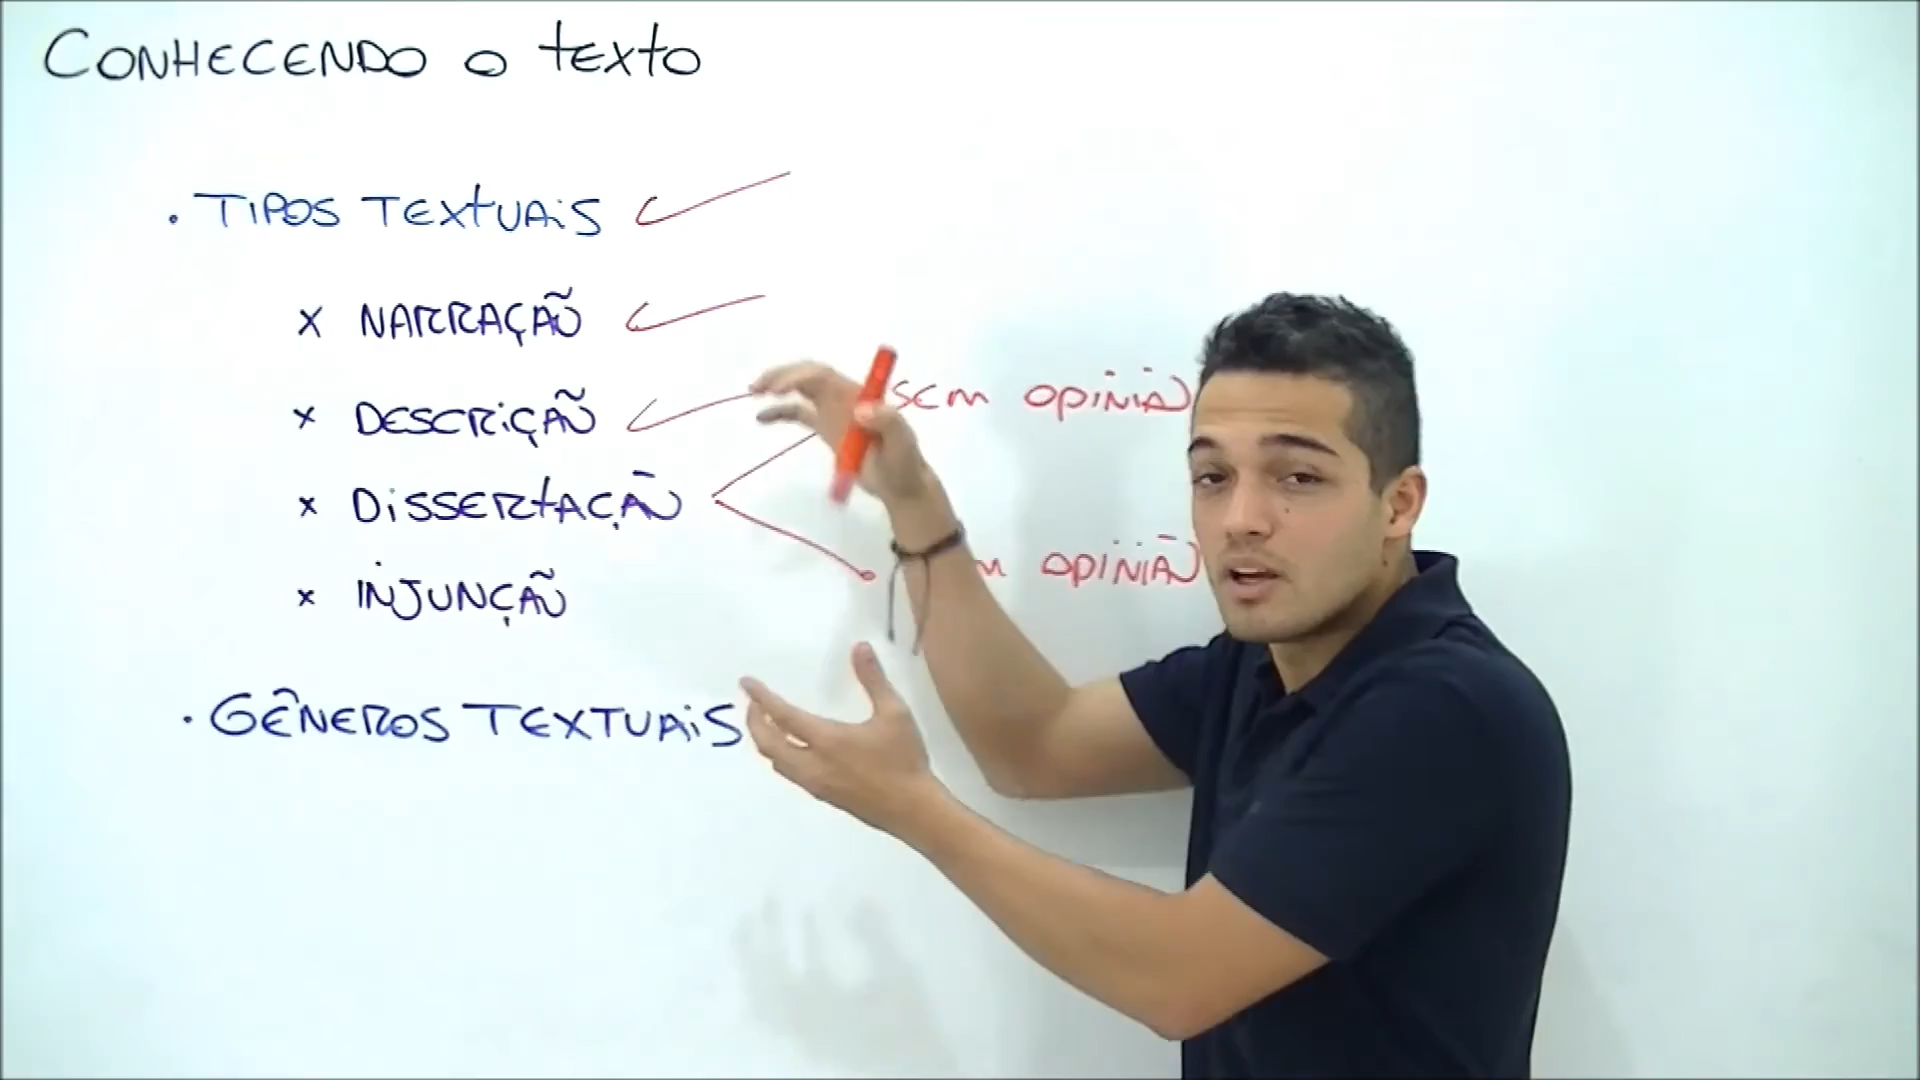 CONHECENDO O TEXTO
· TIPOS TEXTUAIS
x NARRAÇÃO
x DESCRIÇÃO
SEM OPINIÃO
x DISSERTAÇÃO
OPINIÃO
x INJUNÇÃO
· GÊNEROS TEXTUAIS